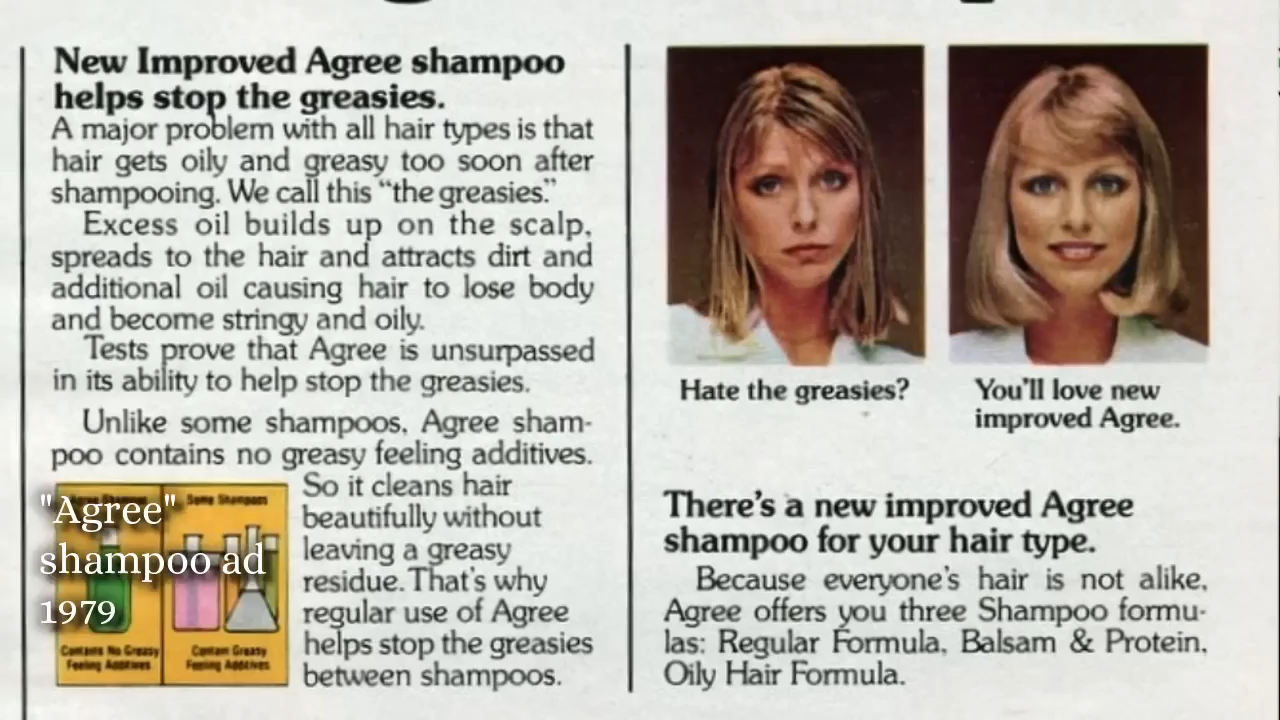 New Improved Agree shampoo
helps stop the greasies.
A major problem with all hair types is that
hair gets oily and greasy too soon after
shampooing. We call this "the greasies."
Excess oil builds up on the scalp,
spreads to the hair and attracts dirt and
additional oil causing hair to lose body
and become stringy and oily.
Tests prove that Agree is unsurpassed
in its ability to help stop the greasies.
Unlike some shampoos, Agree sham-
poo contains no greasy feeling additives.
So it cleans hair
beautifully without
leaving a greasy
residue. That's why
regular use of Agree
helps stop the greasies
between shampoos.
Some Shampoos
Contains No Greasy
Feeling Additives
Contain Greasy
Feeling Additives
"Agree"
shampoo ad
1979
Hate the greasies?
You'll love new
improved Agree.
There's a new improved Agree
shampoo for your hair type.
Because everyone's hair is not alike,
Agree offers you three Shampoo formu-
las: Regular Formula, Balsam & Protein,
Oily Hair Formula.